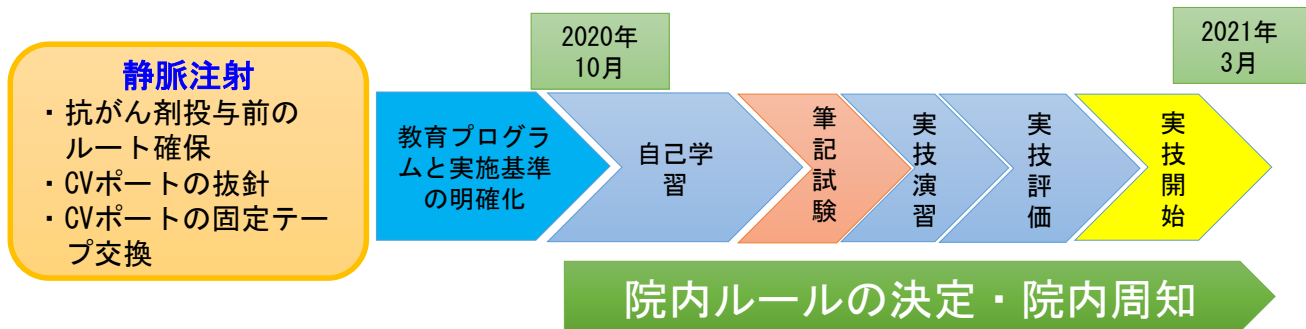 2020年
10月
2021年
3月
静脈注射
・抗がん剤投与前の
ルート確保
・CVポートの抜針
・CVポートの固定テー
プ交換
教育プログラ
ムと実施基準
の明確化
自己学
習
筆記試験
実技演習
実技評価
実技開始
院内ルールの決定・院内周知